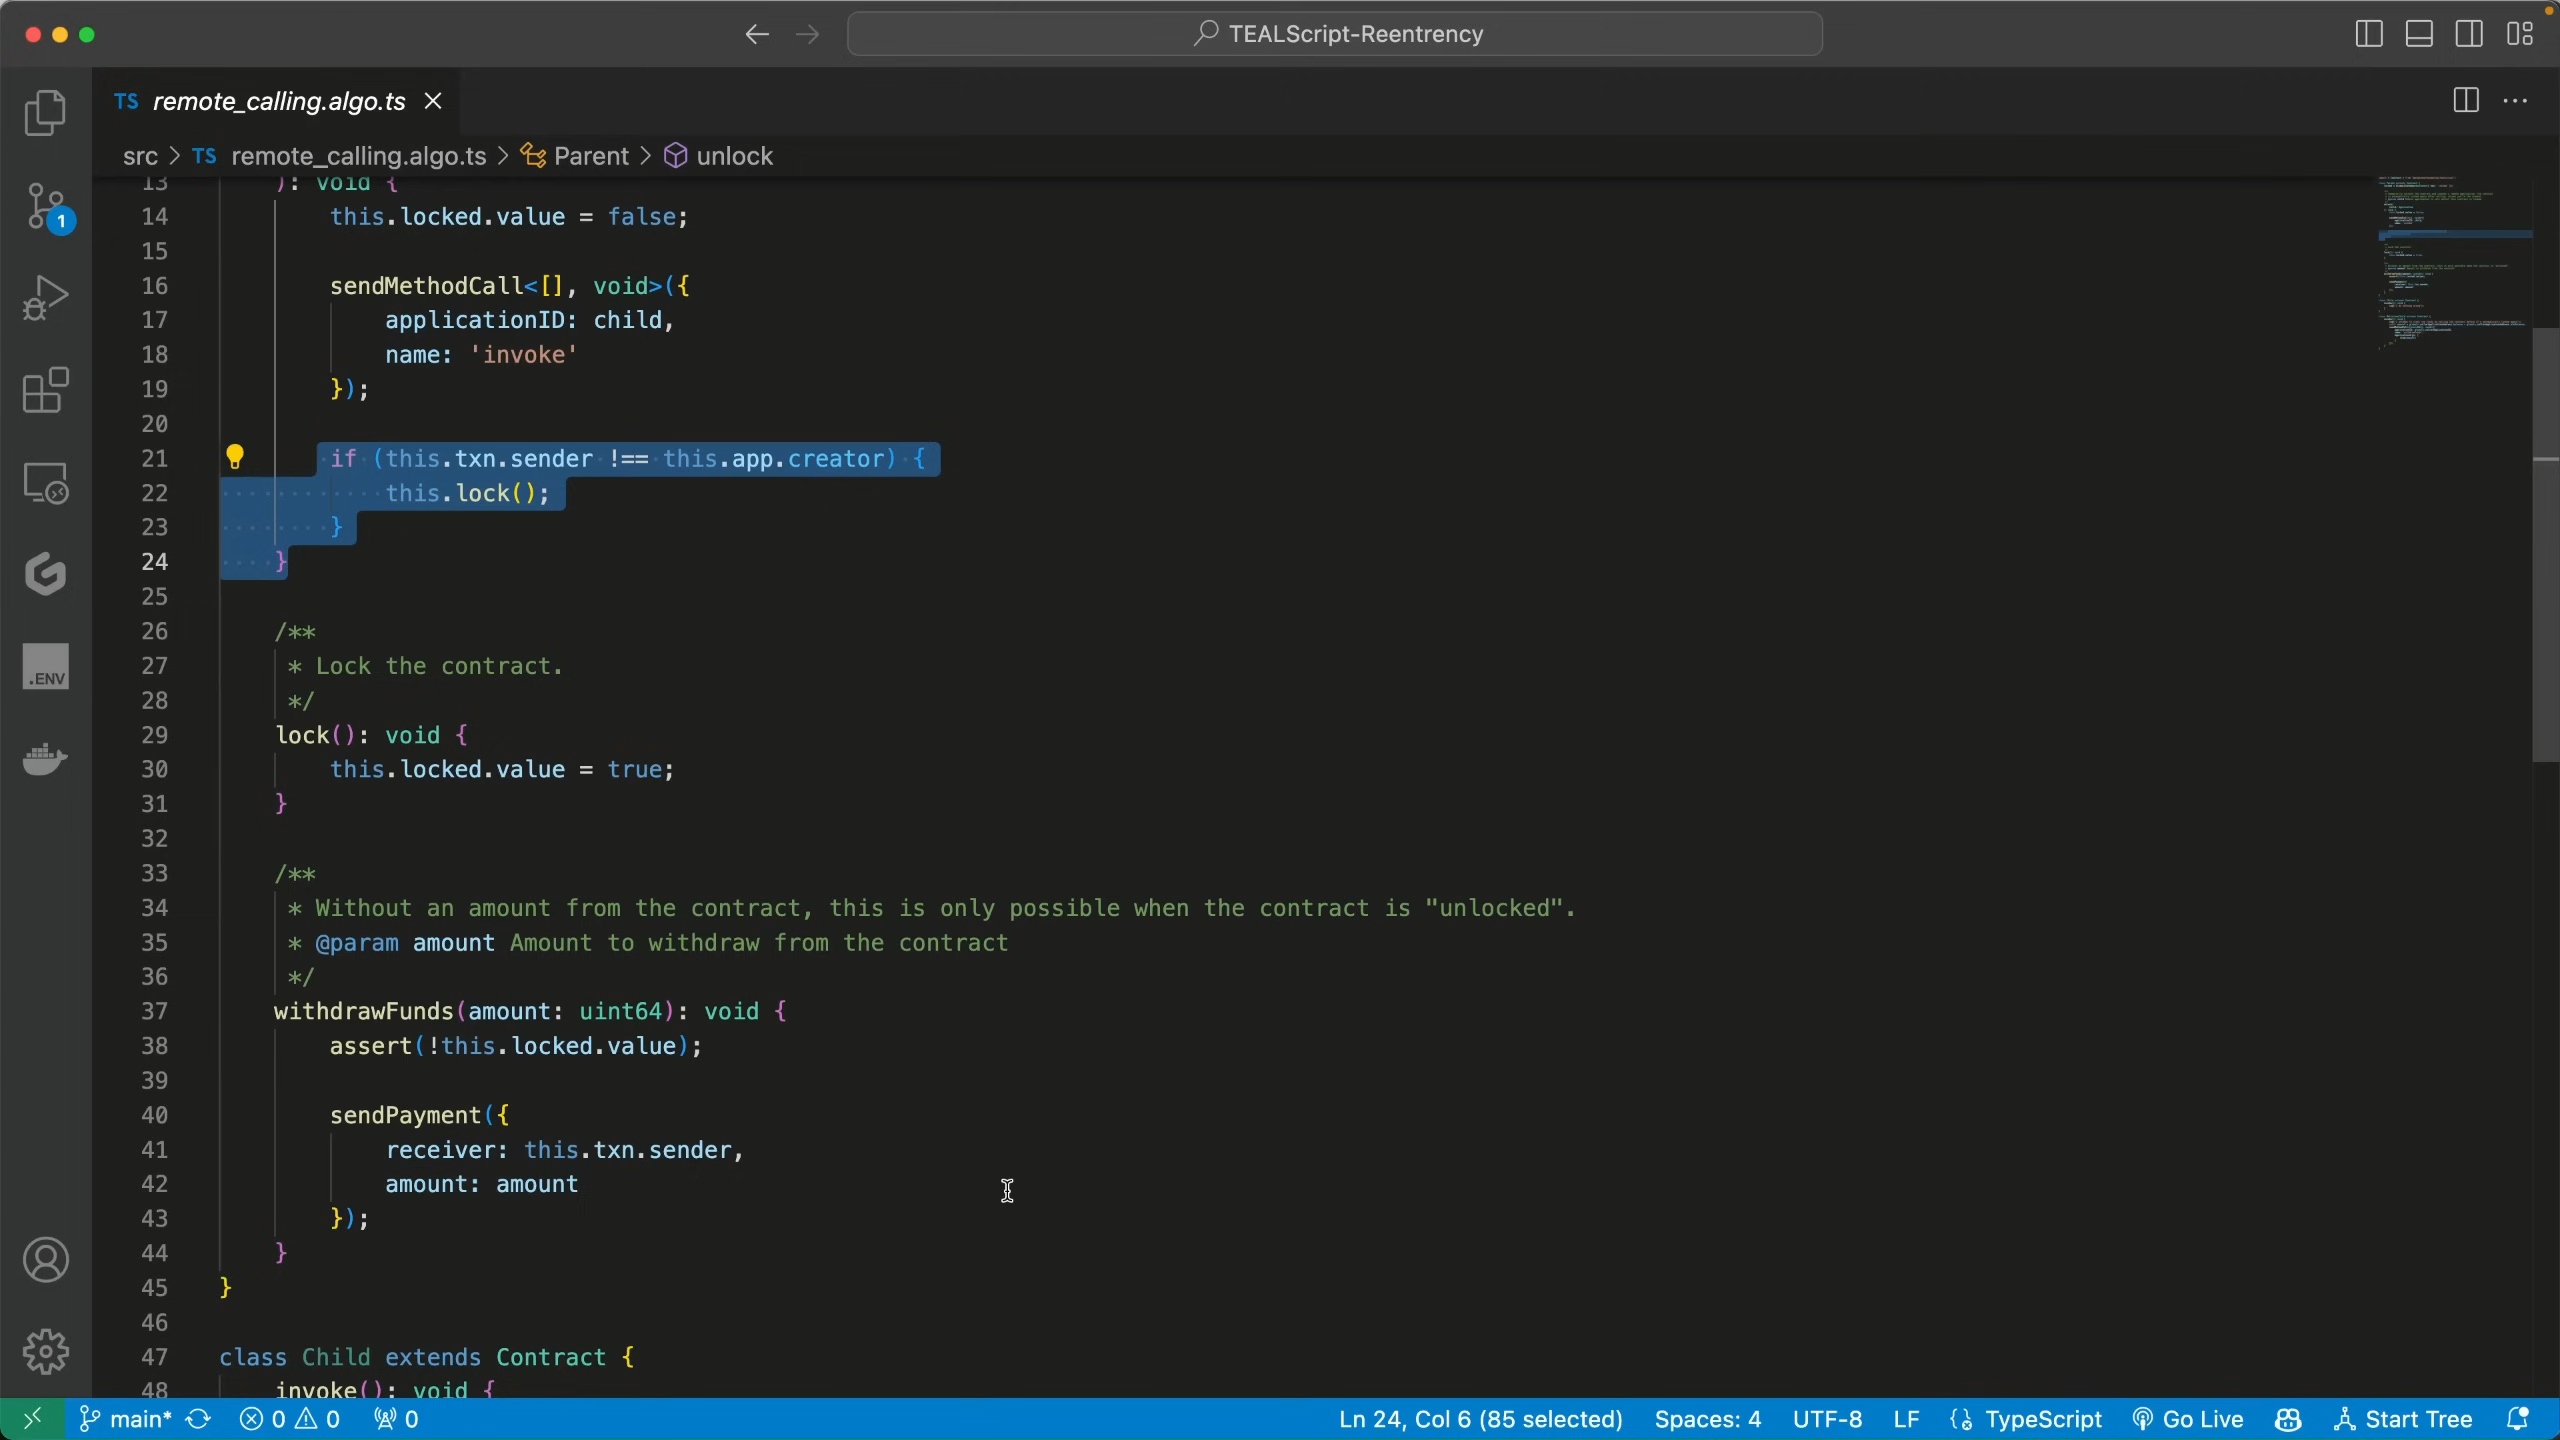 TEALScript-Reentrency
TS remote_calling.algo.ts
src > TS remote_calling.algo.ts > Parent > unlock
1
.ENV
13 ): void {
14 this.locked.value = false;
15
16 sendMethodCall<[], void>({
17 applicationID: child,
18 name: 'invoke'
19 });
20
21 if (this.txn.sender !== this.app.creator) {
22 this.lock();
23 }
24 }
25
26 /**
27 * Lock the contract.
28 */
29 lock(): void {
30 this.locked.value = true;
31 }
32
33 /**
34 * Without an amount from the contract, this is only possible when the contract is "unlocked".
35 * @param amount Amount to withdraw from the contract
36 */
37 withdrawFunds(amount: uint64): void {
38 assert(!this.locked.value);
39
40 sendPayment({
41 receiver: this.txn.sender,
42 amount: amount
43 });
44 }
45 }
46
47 class Child extends Contract {
48 invoke(): void {
main* 0 0 0 Ln 24, Col 6 (85 selected) Spaces: 4 UTF-8 LF TypeScript Go Live Start Tree